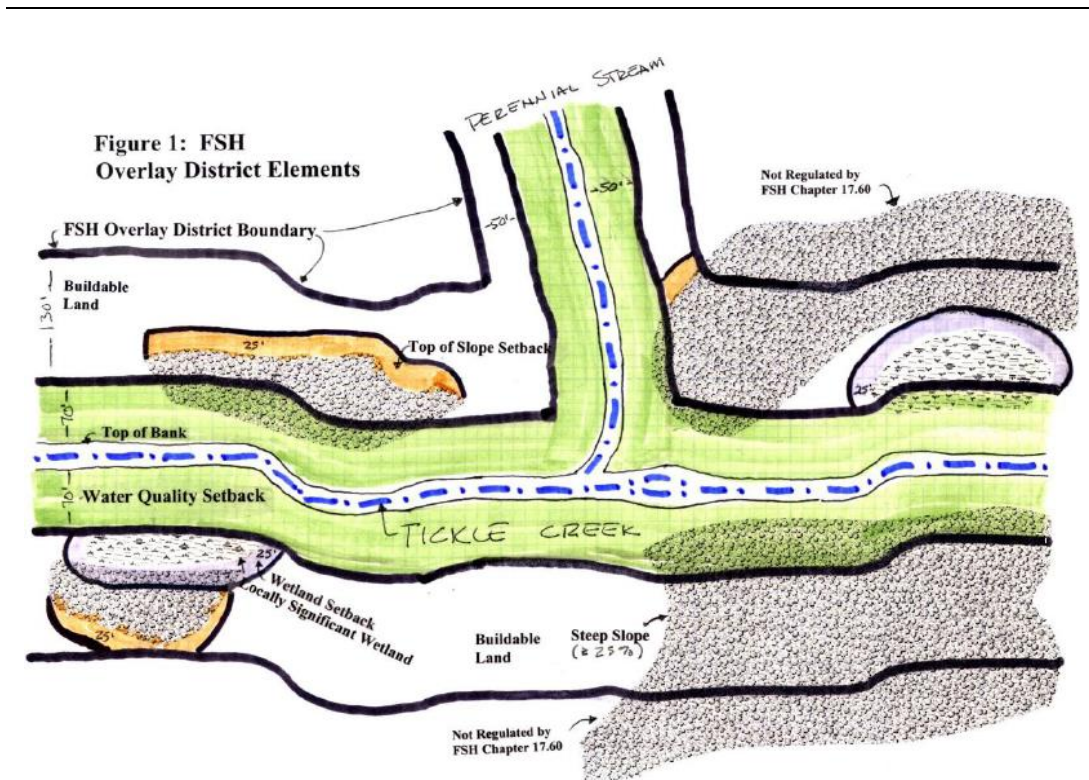 PERENNIAL STREAM
Figure 1: FSH
Overlay District Elements
Not Regulated by
FSH Chapter 17.60
50'
50'
FSH Overlay District Boundary
Buildable
Land
130'
25'
Top of Slope Setback
25'
70'
Top of Bank
70'
Water Quality Setback
TICKLE CREEK
25'
Wetland Setback
Locally Significant Wetland
25'
Buildable
Land
Steep Slope
(≥ 25%)
Not Regulated by
FSH Chapter 17.60